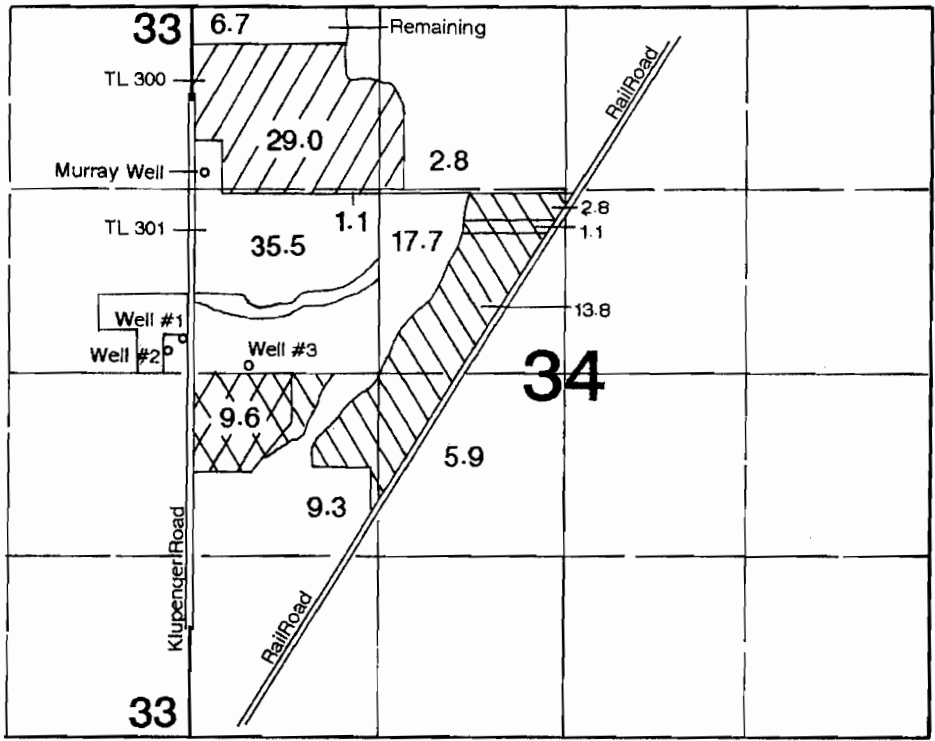 33
6.7
Remaining
RailRoad
TL 300
29.0
2.8
Murray Well
2.8
1.1
1.1
TL 301
35.5
17.7
13.8
Well #1
Well #2
Well #3
34
9.6
5.9
9.3
Klupenger Road
RailRoad
33